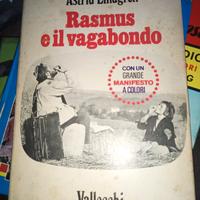 Astrid Lindgren
Rasmus
e il vagabondo
CON UN
GRANDE
MANIFESTO
A COLORI
Vallecchi